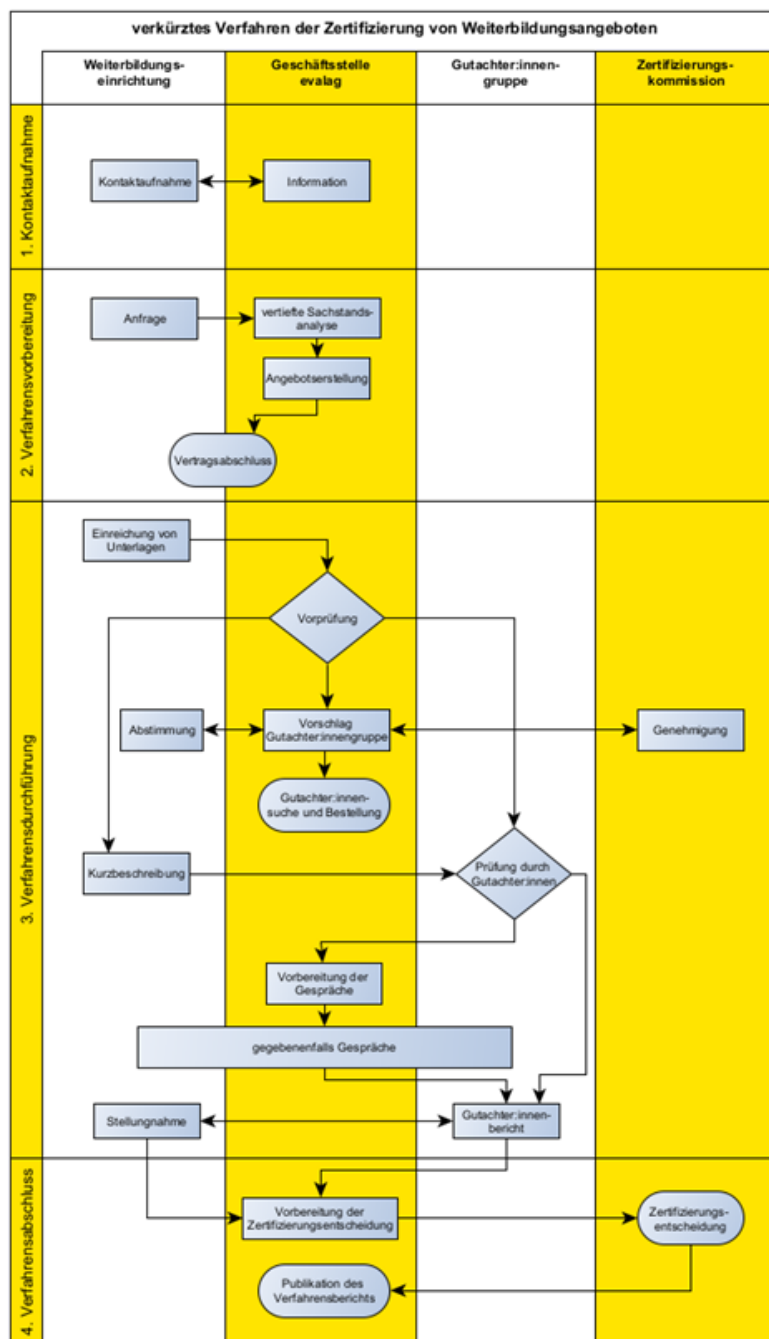 verkürztes Verfahren der Zertifizierung von Weiterbildungsangeboten
Weiterbildungs-
einrichtung
Geschäftsstelle
evalag
Gutachter:innen
gruppe
Zertifizierungs-
kommission
1. Kontaktaufnahme
Kontaktaufnahme
Information
2. Verfahrensvorbereitung
Anfrage
vertiefte Sachstands-
analyse
Angebotserstellung
Vertragsabschluss
3. Verfahrensdurchführung
Einreichung von
Unterlagen
Vorprüfung
Abstimmung
Vorschlag
Gutachter:innengruppe
Genehmigung
Gutachter:innen-
suche und Bestellung
Kurzbeschreibung
Prüfung durch
Gutachter:innen
Vorbereitung der
Gespräche
gegebenenfalls Gespräche
Stellungnahme
Gutachter:innen-
bericht
4. Verfahrensabschluss
Vorbereitung der
Zertifizierungsentscheidung
Zertifizierungs-
entscheidung
Publikation des
Verfahrensberichts